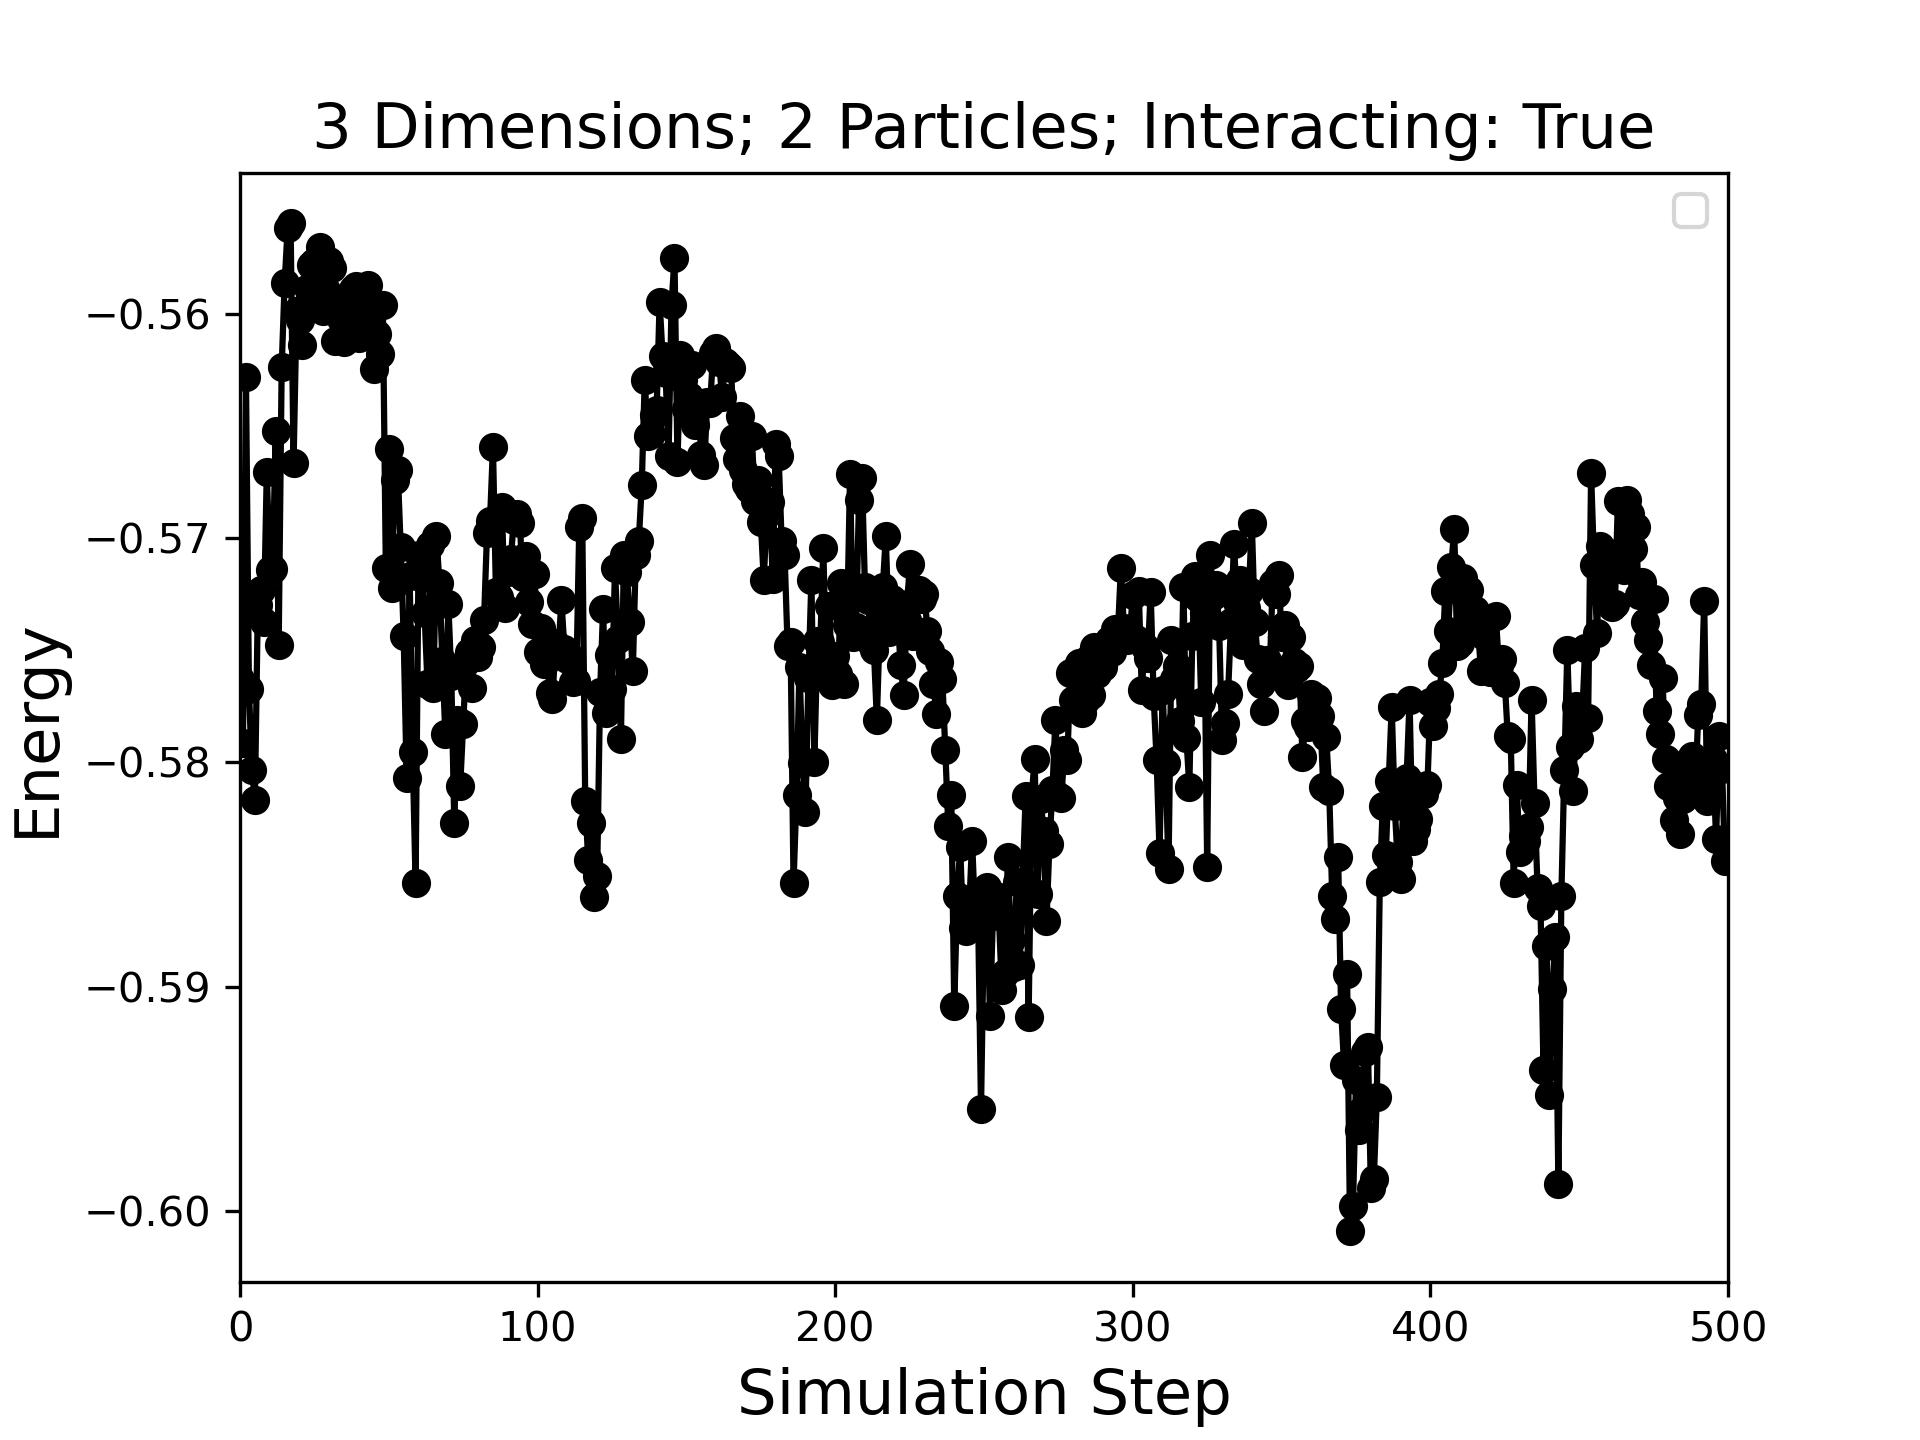 3 Dimensions; 2 Particles; Interacting: True
Energy
−0.56
−0.57
−0.58
−0.59
−0.60
0 100 200 300 400 500
Simulation Step